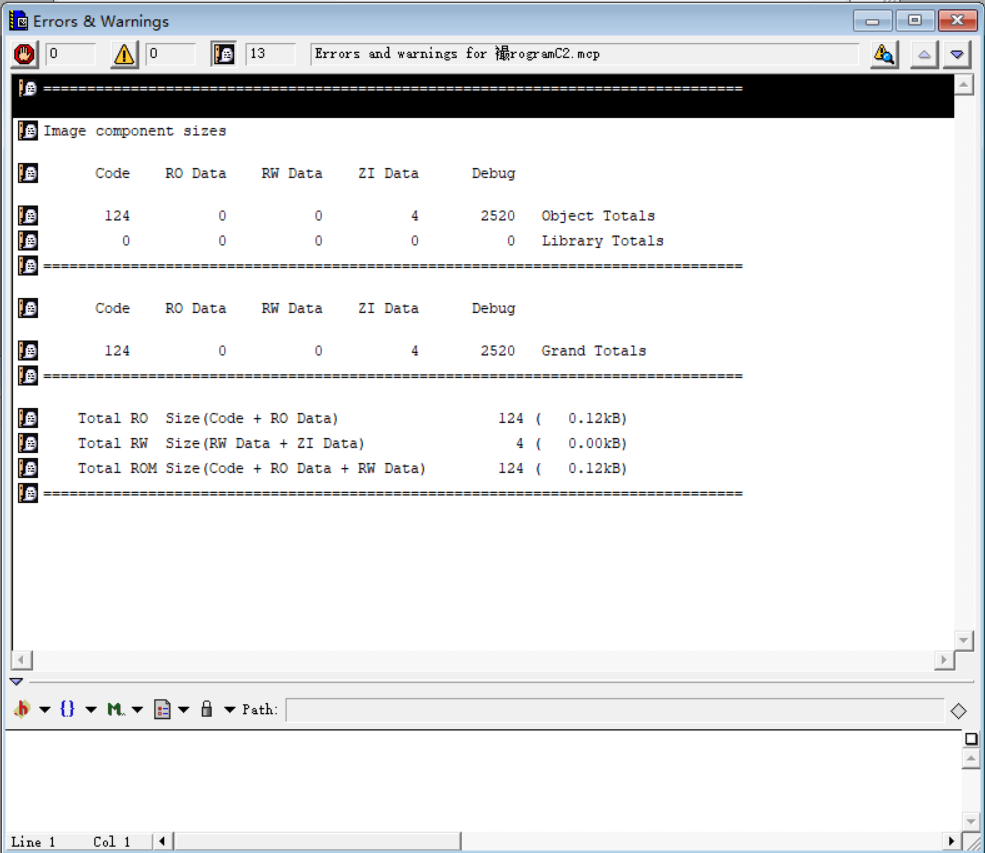 Errors & Warnings
0 0 13 Errors and warnings for 襊rogramC2.mcp
================================================================================
Image component sizes
Code RO Data RW Data ZI Data Debug
124 0 0 4 2520 Object Totals
0 0 0 0 0 Library Totals
================================================================================
Code RO Data RW Data ZI Data Debug
124 0 0 4 2520 Grand Totals
================================================================================
Total RO Size(Code + RO Data) 124 ( 0.12kB)
Total RW Size(RW Data + ZI Data) 4 ( 0.00kB)
Total ROM Size(Code + RO Data + RW Data) 124 ( 0.12kB)
================================================================================
Path:
Line 1 Col 1